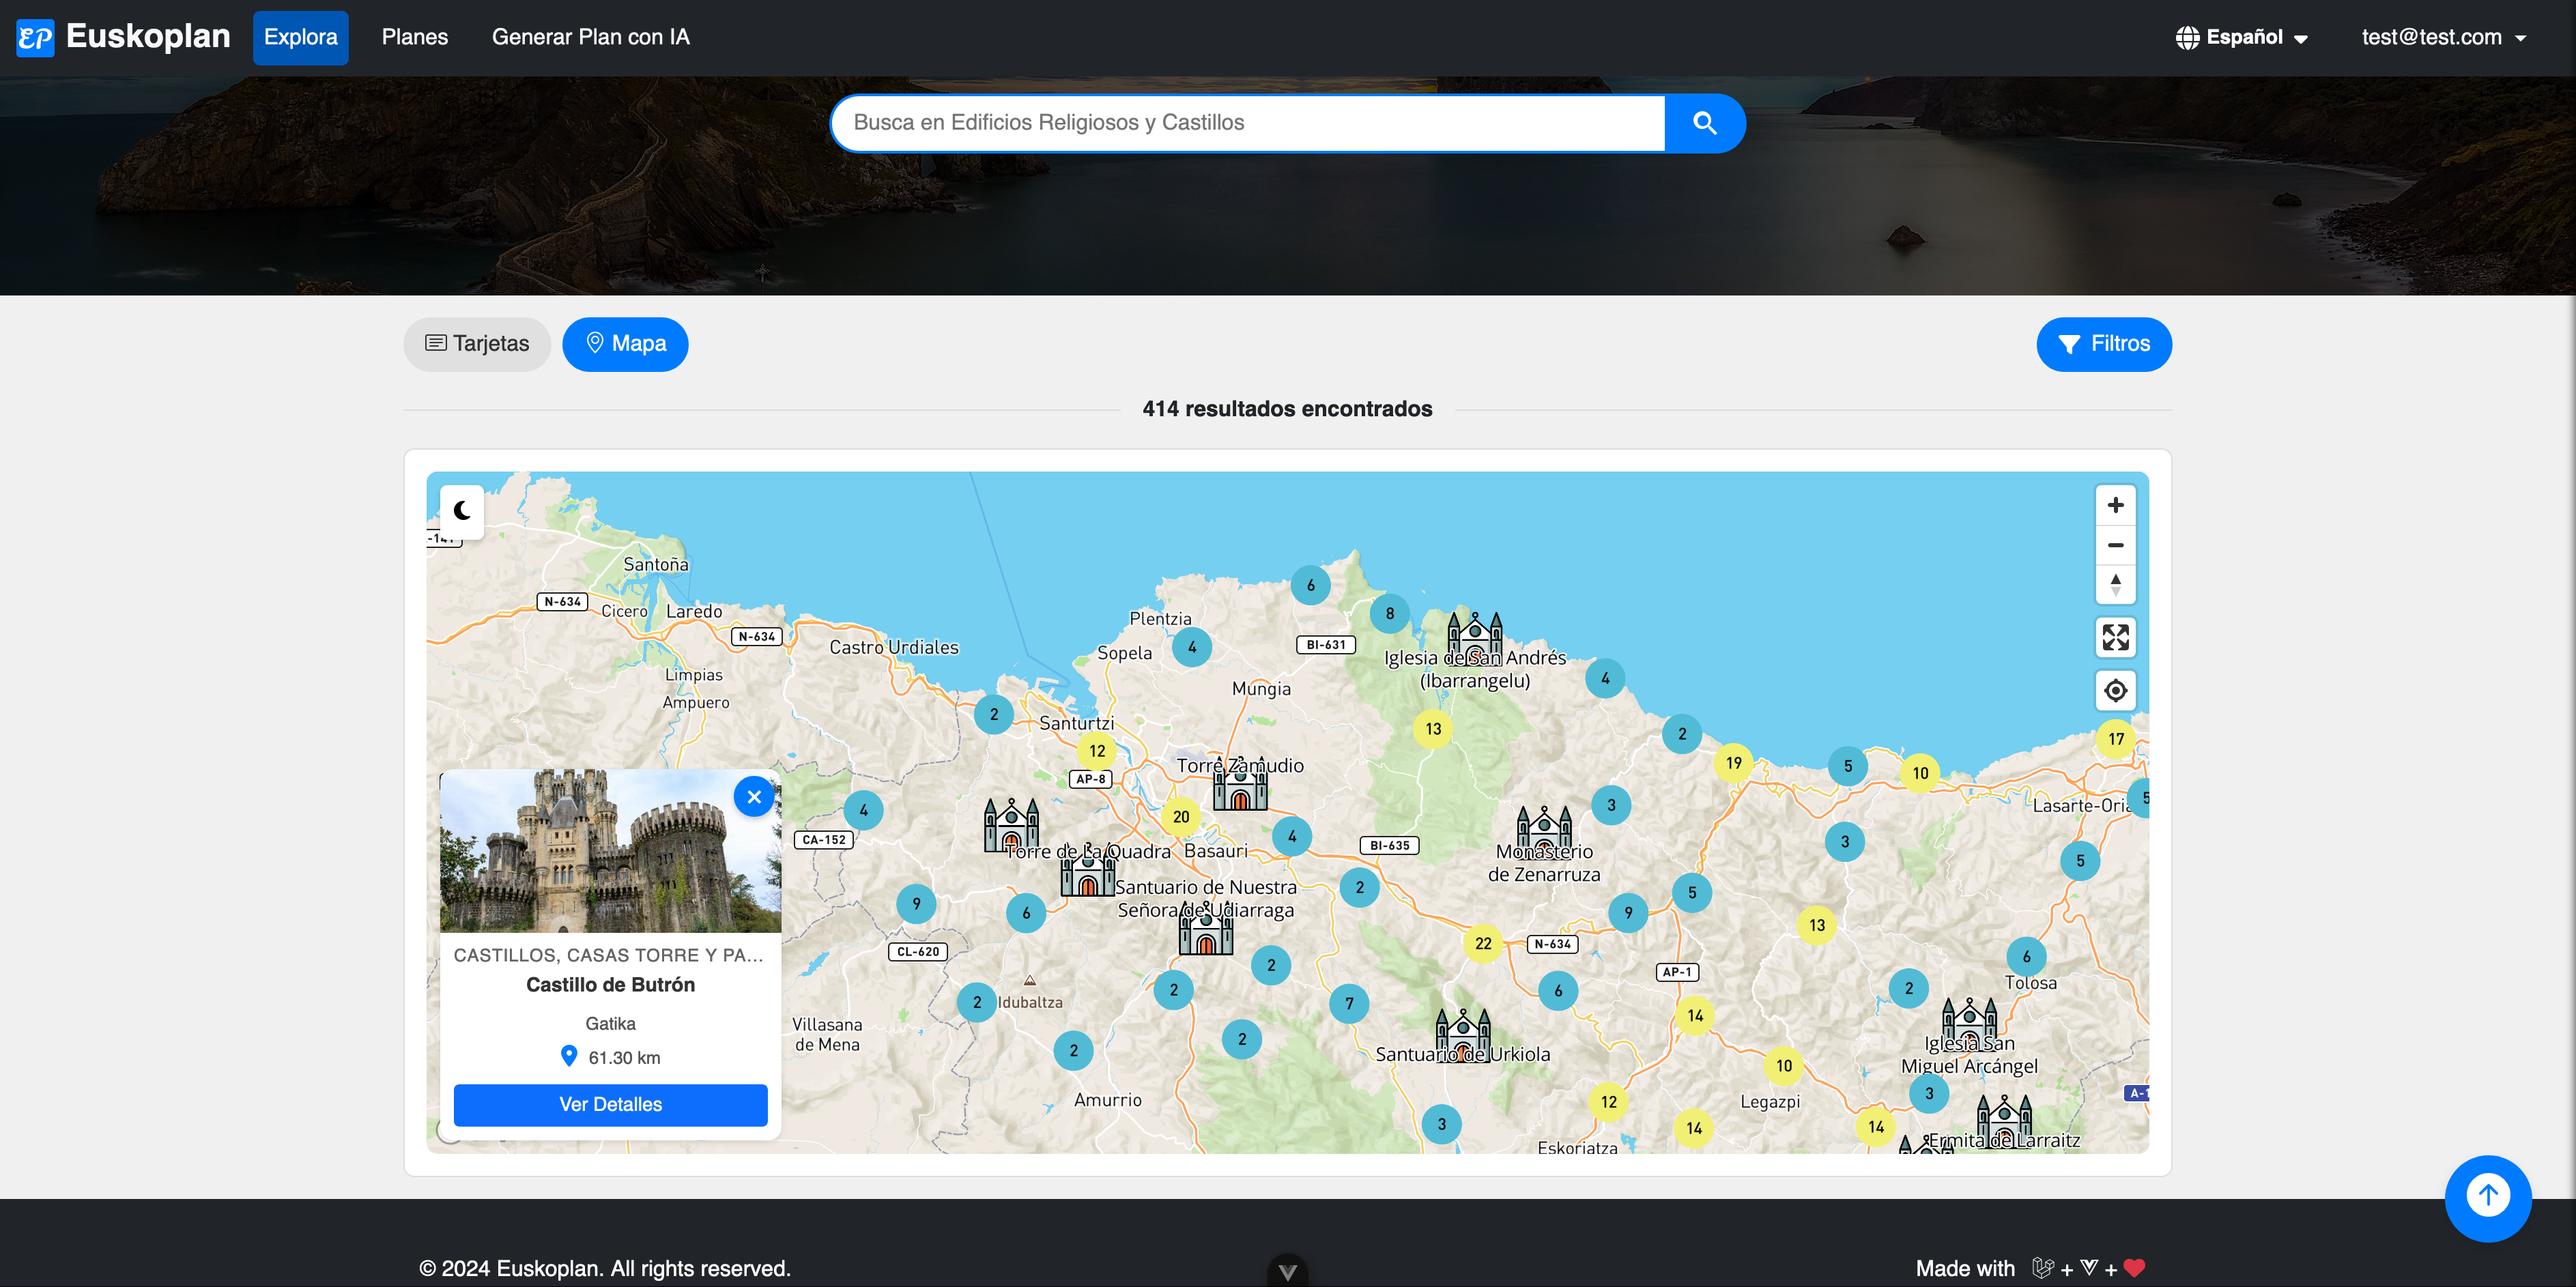 EP Euskoplan Explora Planes Generar Plan con IA Español test@test.com
Busca en Edificios Religiosos y Castillos
Tarjetas Mapa Filtros
414 resultados encontrados
Santoña
N-634
Cicero
Laredo
N-634
Castro Urdiales
Limpias
Ampuero
Plentzia
6
8
4
BI-631
Sopela
Iglesia de San Andrés
(Ibarrangelu)
4
Mungia
2
Santurtzi
13
2
12
17
19
5
10
Torre Zamudio
AP-8
4
20
3
5
Lasarte-Oria
CA-152
4
BI-635
3
Torre de La Quadra
Basauri
Monasterio
de Zenarruza
5
Santuario de Nuestra
Señora de Udiarraga
2
5
9
6
9
13
22
N-634
CL-620
2
AP-1
6
Tolosa
2
Idubaltza
2
7
6
2
14
Villasana
de Mena
2
2
Santuario de Urkiola
Iglesia San
Miguel Arcángel
10
Amurrio
12
Legazpi
3
A-1
3
14
14
Ermita de Larraitz
Eskoriatza
CASTILLOS, CASAS TORRE Y PA...
Castillo de Butrón
Gatika
61.30 km
Ver Detalles
© 2024 Euskoplan. All rights reserved. Made with + +